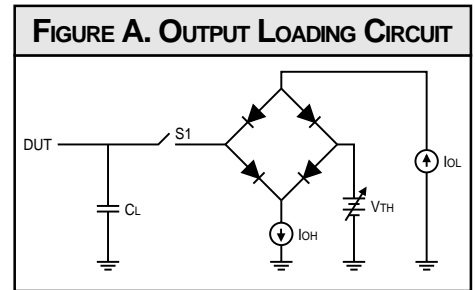 FIGURE A. OUTPUT LOADING CIRCUIT
DUT
S1
CL
IOH
VTH
IOL